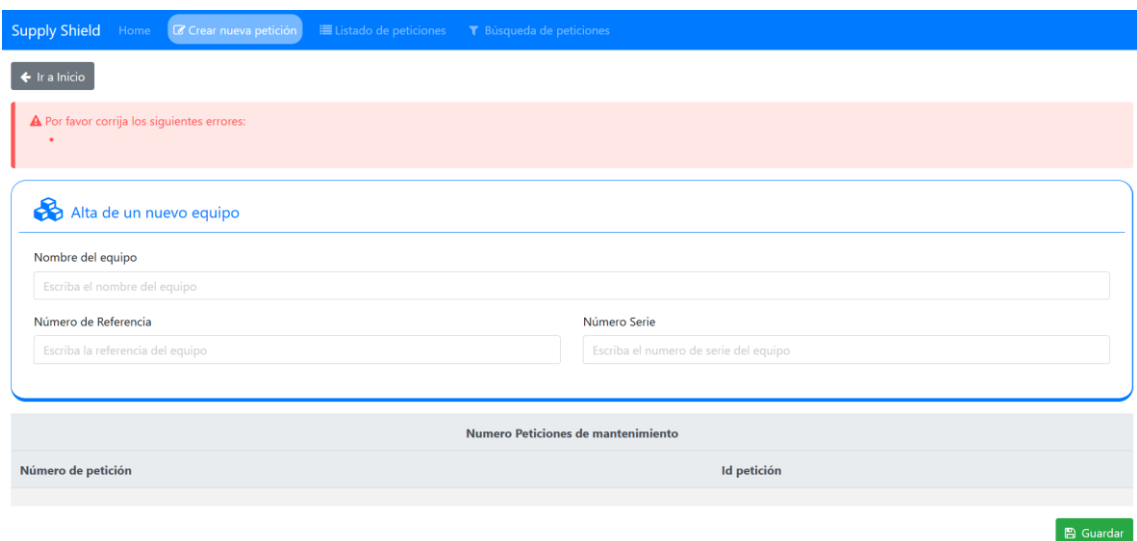 Supply Shield Home Crear nueva petición Listado de peticiones Búsqueda de peticiones
Ir a Inicio
Por favor corrija los siguientes errores:
Alta de un nuevo equipo
Nombre del equipo
Escriba el nombre del equipo
Número de Referencia Número Serie
Escriba la referencia del equipo Escriba el numero de serie del equipo
Numero Peticiones de mantenimiento
Número de petición Id petición
Guardar